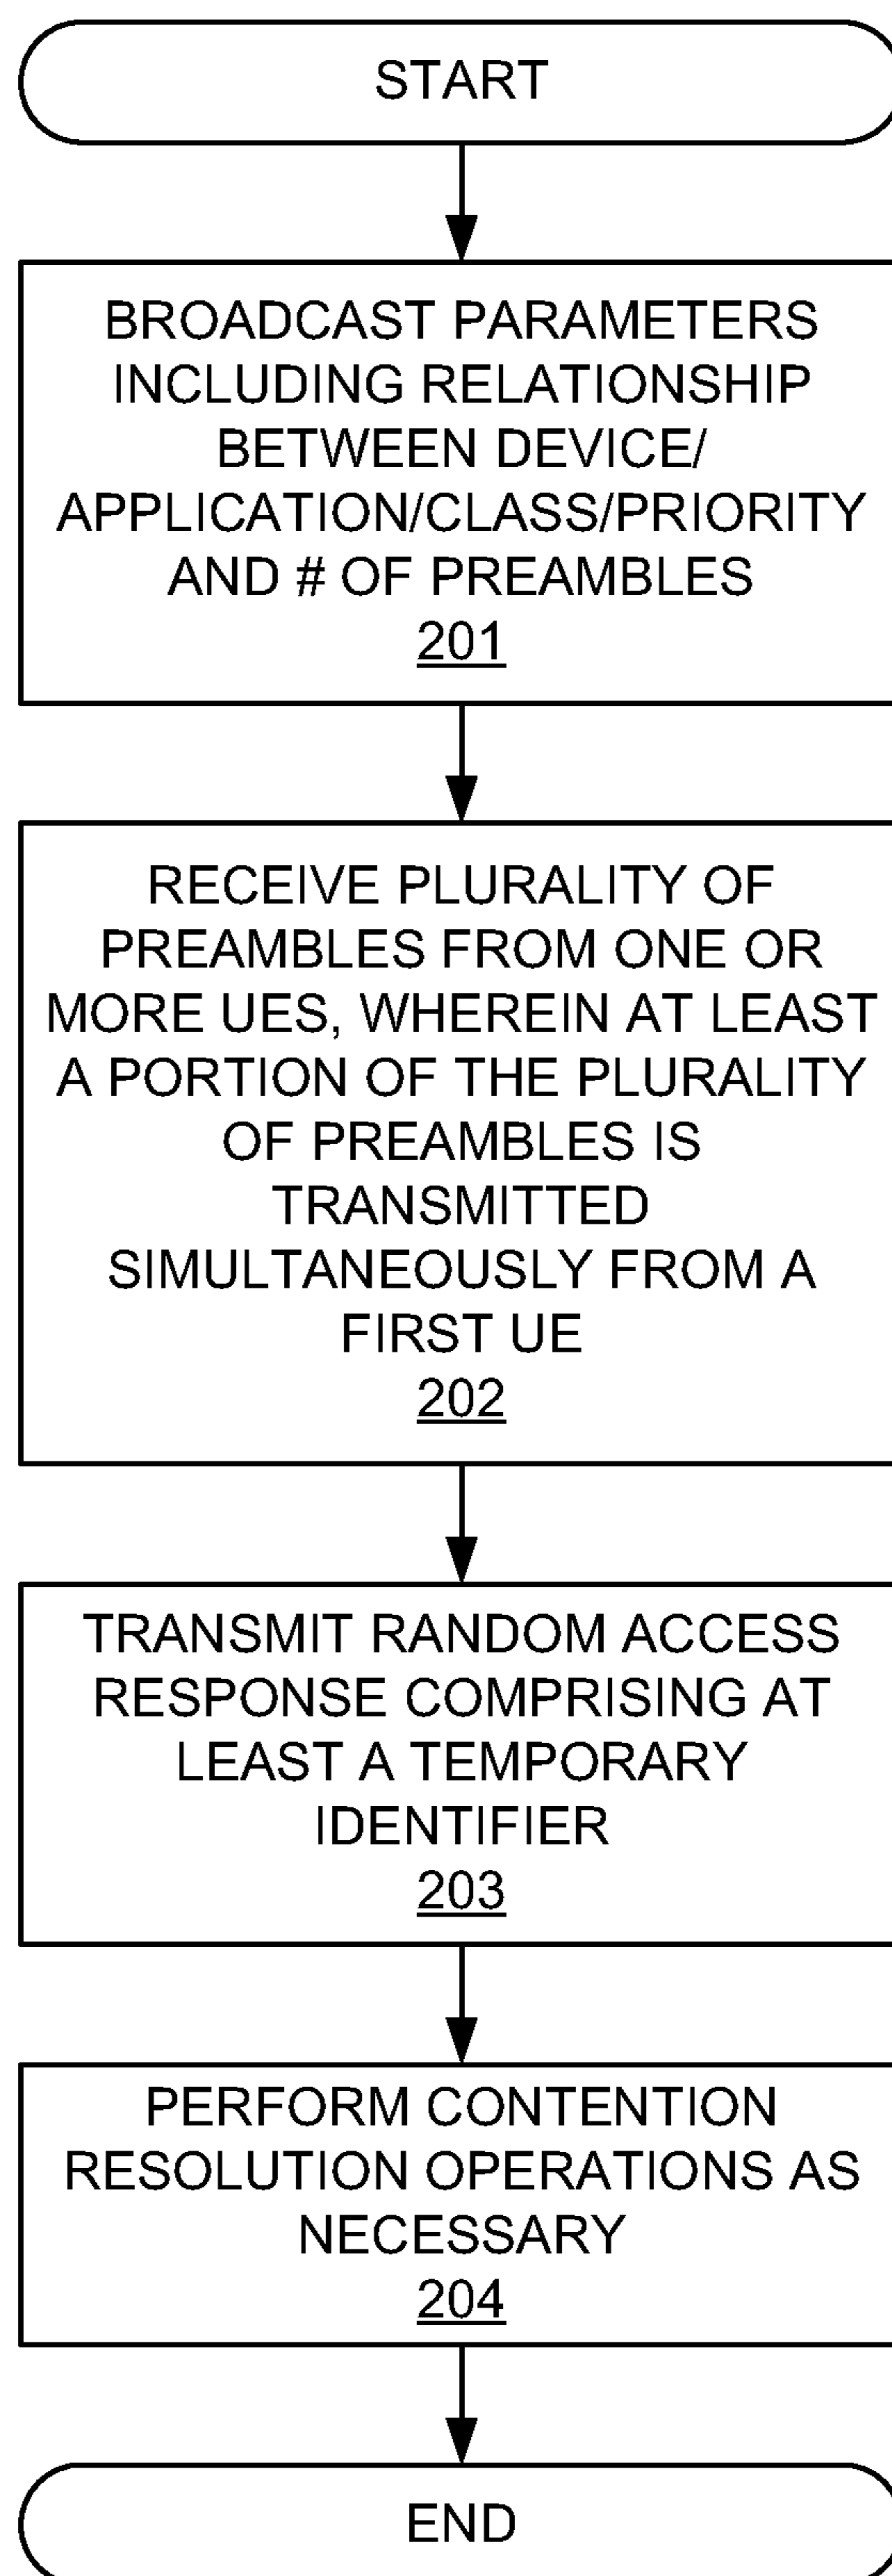 START
BROADCAST PARAMETERS
INCLUDING RELATIONSHIP
BETWEEN DEVICE/
APPLICATION/CLASS/PRIORITY
AND # OF PREAMBLES
201
RECEIVE PLURALITY OF
PREAMBLES FROM ONE OR
MORE UES, WHEREIN AT LEAST
A PORTION OF THE PLURALITY
OF PREAMBLES IS
TRANSMITTED
SIMULTANEOUSLY FROM A
FIRST UE
202
TRANSMIT RANDOM ACCESS
RESPONSE COMPRISING AT
LEAST A TEMPORARY
IDENTIFIER
203
PERFORM CONTENTION
RESOLUTION OPERATIONS AS
NECESSARY
204
END